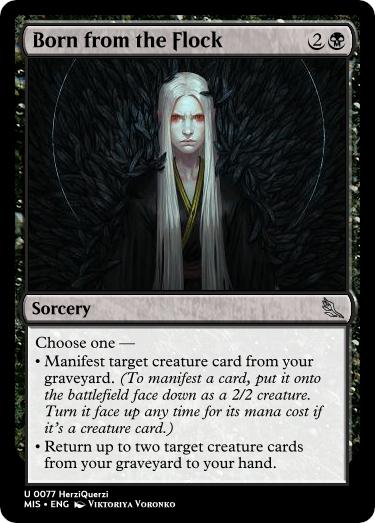 Born from the Flock 2
Sorcery
Choose one —
• Manifest target creature card from your
graveyard. (To manifest a card, put it onto
the battlefield face down as a 2/2 creature.
Turn it face up any time for its mana cost if
it's a creature card.)
• Return up to two target creature cards
from your graveyard to your hand.
U 0077 HerziQuerzi
MIS • ENG Viktoriya Voronko